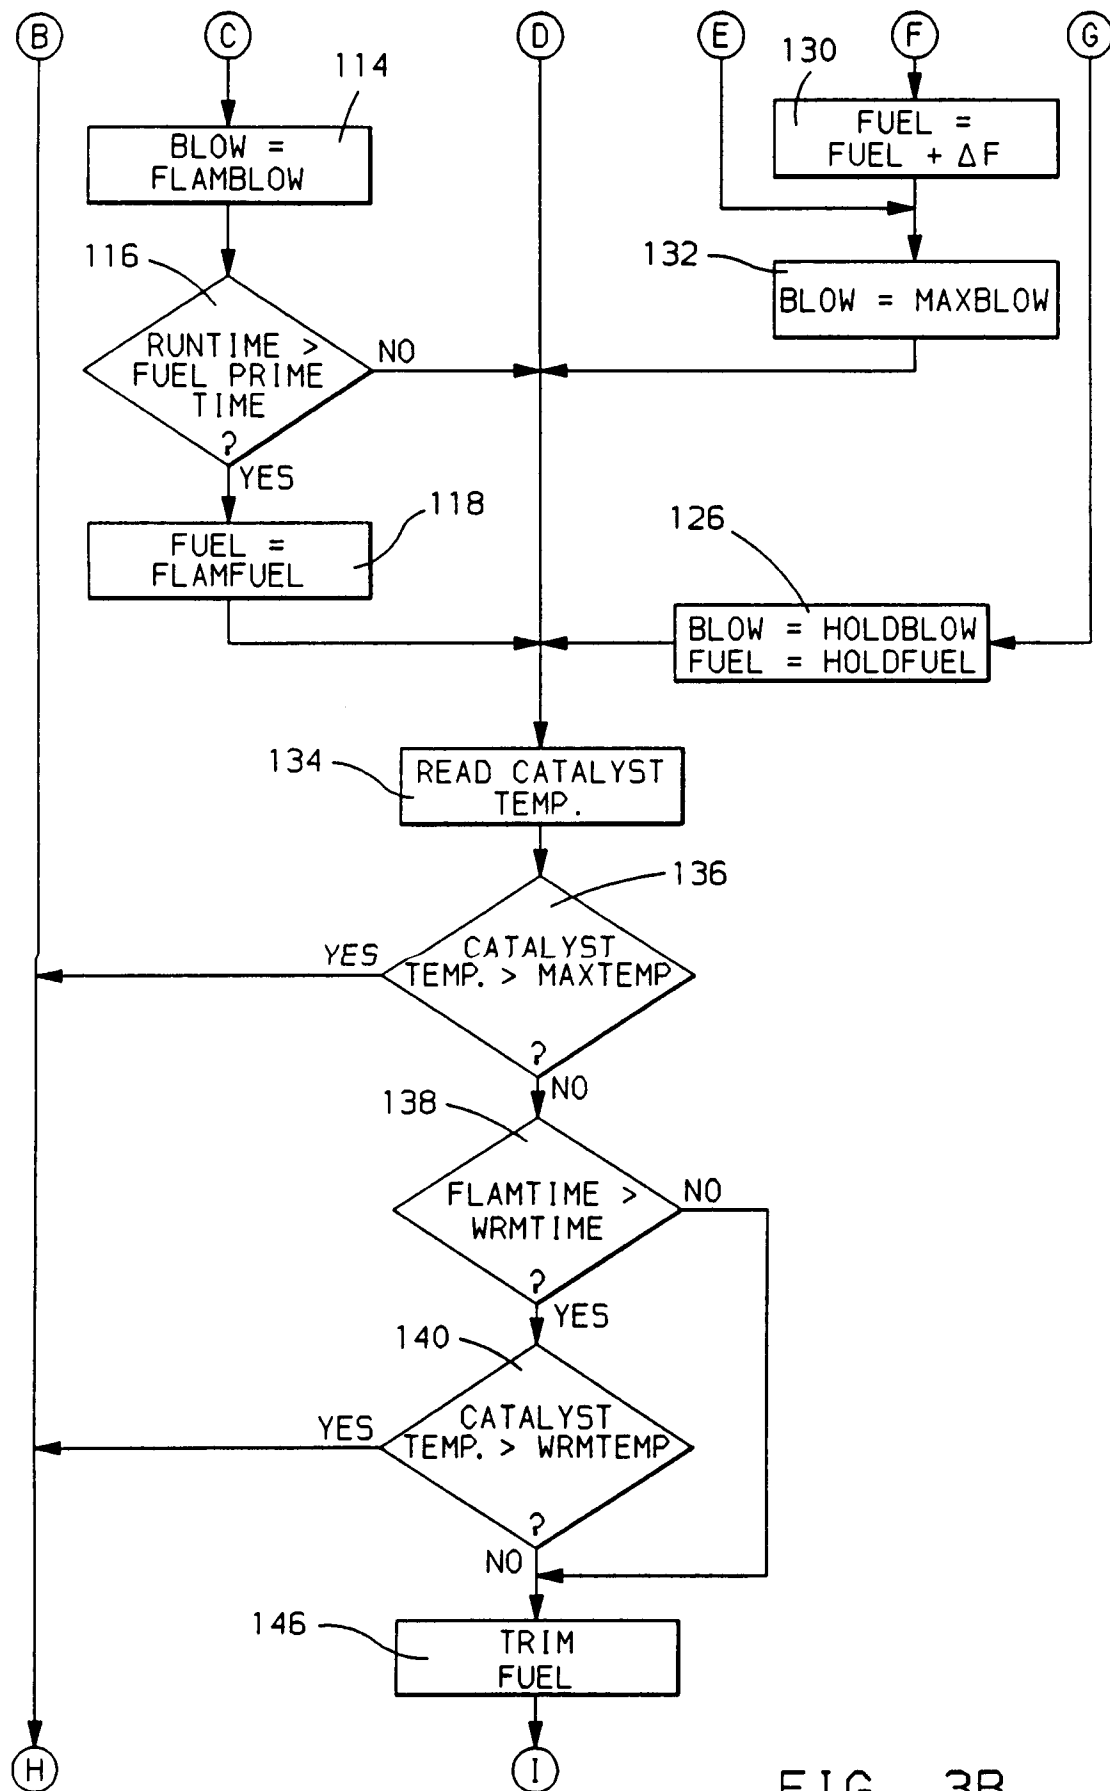 B
C
D
E
F
G
114
130
BLOW =
FLAMBLOW
FUEL =
FUEL + ΔF
116
132
BLOW = MAXBLOW
RUNTIME >
FUEL PRIME
TIME
?
NO
YES
118
FUEL =
FLAMFUEL
126
BLOW = HOLDBLOW
FUEL = HOLDFUEL
134
READ CATALYST
TEMP.
136
YES
CATALYST
TEMP. > MAXTEMP
?
NO
138
FLAMTIME >
WRMTIME
?
NO
YES
140
YES
CATALYST
TEMP. > WRMTEMP
?
NO
146
TRIM
FUEL
H
I
FIG. 3B